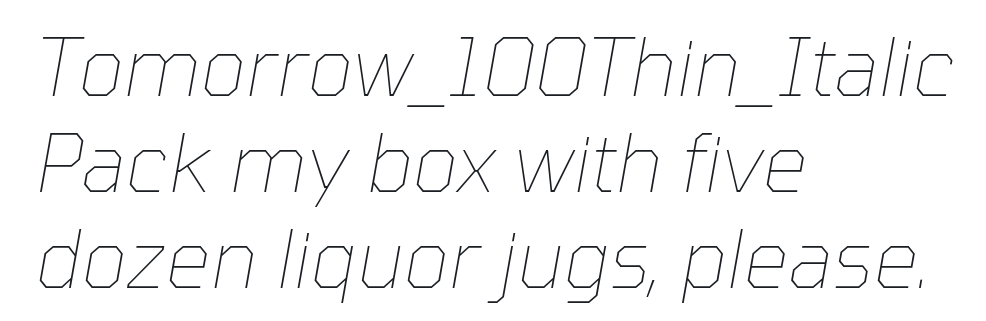 Tomorrow_100Thin_Italic
Pack my box with five
dozen liquor jugs, please.